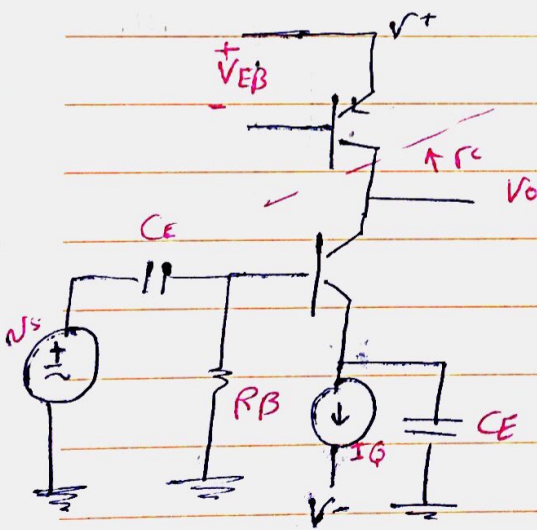 V+
+
VEB
-
↑ rc
Vo
CE
Vs
+
~
RB
IQ
CE
V-